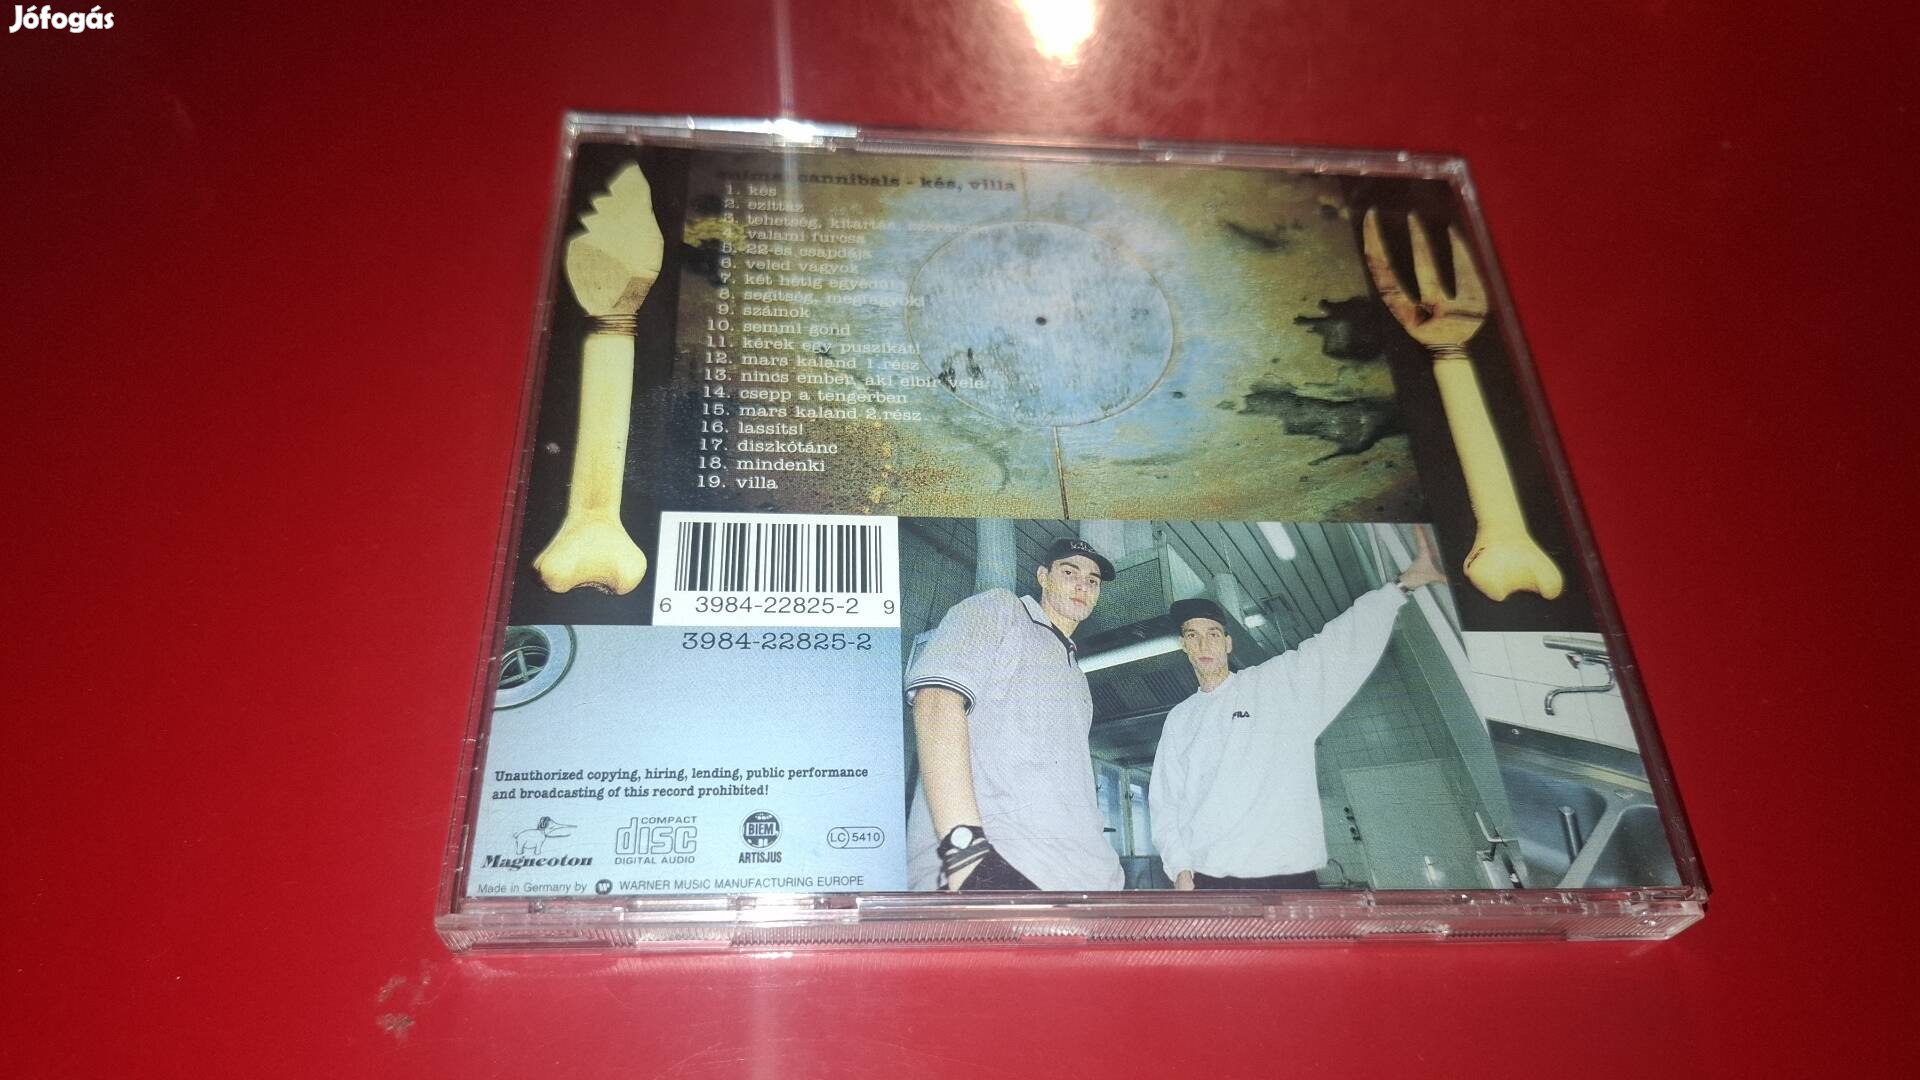 Jófogás
animal cannibals - kés, villa
1. kés
2. ezittaz
3. tehetség, kitartás, szerencse
4. valami furcsa
5. 22-es csapdája
6. veled vagyok
7. két hétig egyedül
8. segítség, megfagyok!
9. számok
10. semmi gond
11. kérek egy puszikát!
12. mars kaland 1.rész
13. nincs ember, aki elbír vele
14. csepp a tengerben
15. mars kaland 2.rész
16. lassíts!
17. diszkótánc
18. mindenki
19. villa
6 3984-22825-2 9
3984-22825-2
FILA
Unauthorized copying, hiring, lending, public performance
and broadcasting of this record prohibited!
Magneoton
COMPACT
disc
DIGITAL AUDIO
BIEM
ARTISJUS
LC 5410
Made in Germany by WARNER MUSIC MANUFACTURING EUROPE